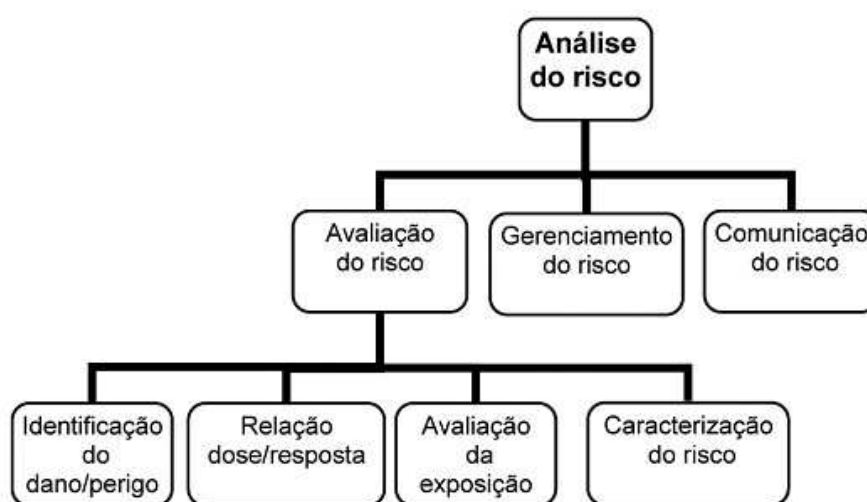 Análise
do risco
Avaliação
do risco
Gerenciamento
do risco
Comunicação
do risco
Identificação
do
dano/perigo
Relação
dose/resposta
Avaliação
da
exposição
Caracterização
do risco